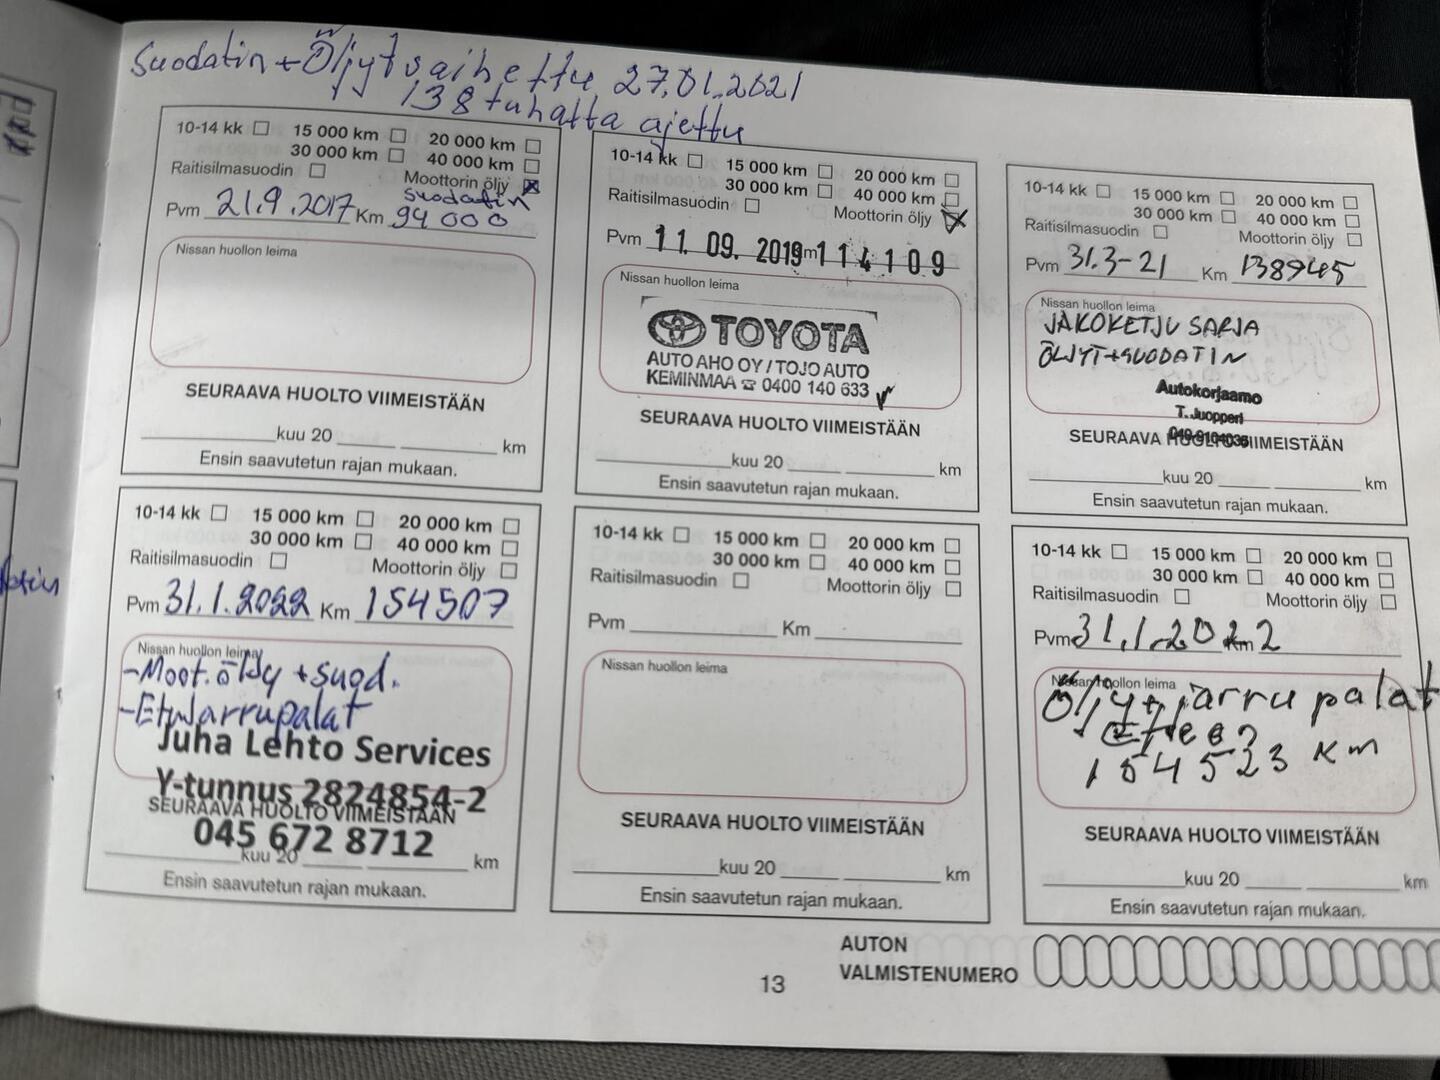 Suodatin + Öljyt vaihettu 27.01.2021
138 tuhatta ajettu
10-14 kk 15 000 km 20 000 km
30 000 km 40 000 km
Raitisilmasuodin Moottorin öljy
suodatin
Pvm 21.9.2017 Km 94 000
Nissan huollon leima
SEURAAVA HUOLTO VIIMEISTÄÄN
kuu 20 km
Ensin saavutetun rajan mukaan.
10-14 kk 15 000 km 20 000 km
30 000 km 40 000 km
Raitisilmasuodin Moottorin öljy
Pvm 11. 09. 2019 m 114109
Nissan huollon leima
TOYOTA
AUTO AHO OY / TOJO AUTO
KEMINMAA ☎ 0400 140 633
SEURAAVA HUOLTO VIIMEISTÄÄN
kuu 20 km
Ensin saavutetun rajan mukaan.
10-14 kk 15 000 km 20 000 km
30 000 km 40 000 km
Raitisilmasuodin Moottorin öljy
Pvm 31.3-21 Km 138945
Nissan huollon leima
JAKOKETJU SARJA
ÖLJYT+SUODATIN
Autokorjaamo
T. Juopperi
SEURAAVA HUOLTO VIIMEISTÄÄN
kuu 20 km
Ensin saavutetun rajan mukaan.
10-14 kk 15 000 km 20 000 km
30 000 km 40 000 km
Raitisilmasuodin Moottorin öljy
Pvm 31.1.2022 Km 154507
Nissan huollon leima
-Moot.öljy + suod.
-Etujarrupalat
Juha Lehto Services
Y-tunnus 2824854-2
SEURAAVA HUOLTO VIIMEISTÄÄN
045 672 8712
kuu 20 km
Ensin saavutetun rajan mukaan.
10-14 kk 15 000 km 20 000 km
30 000 km 40 000 km
Raitisilmasuodin Moottorin öljy
Pvm Km
Nissan huollon leima
SEURAAVA HUOLTO VIIMEISTÄÄN
kuu 20 km
Ensin saavutetun rajan mukaan.
10-14 kk 15 000 km 20 000 km
30 000 km 40 000 km
Raitisilmasuodin Moottorin öljy
Pvm 31.1.2022 Km
Nissan huollon leima
Öljy+jarru palat
154523 km
SEURAAVA HUOLTO VIIMEISTÄÄN
kuu 20 km
Ensin saavutetun rajan mukaan.
AUTON
VALMISTENUMERO
13